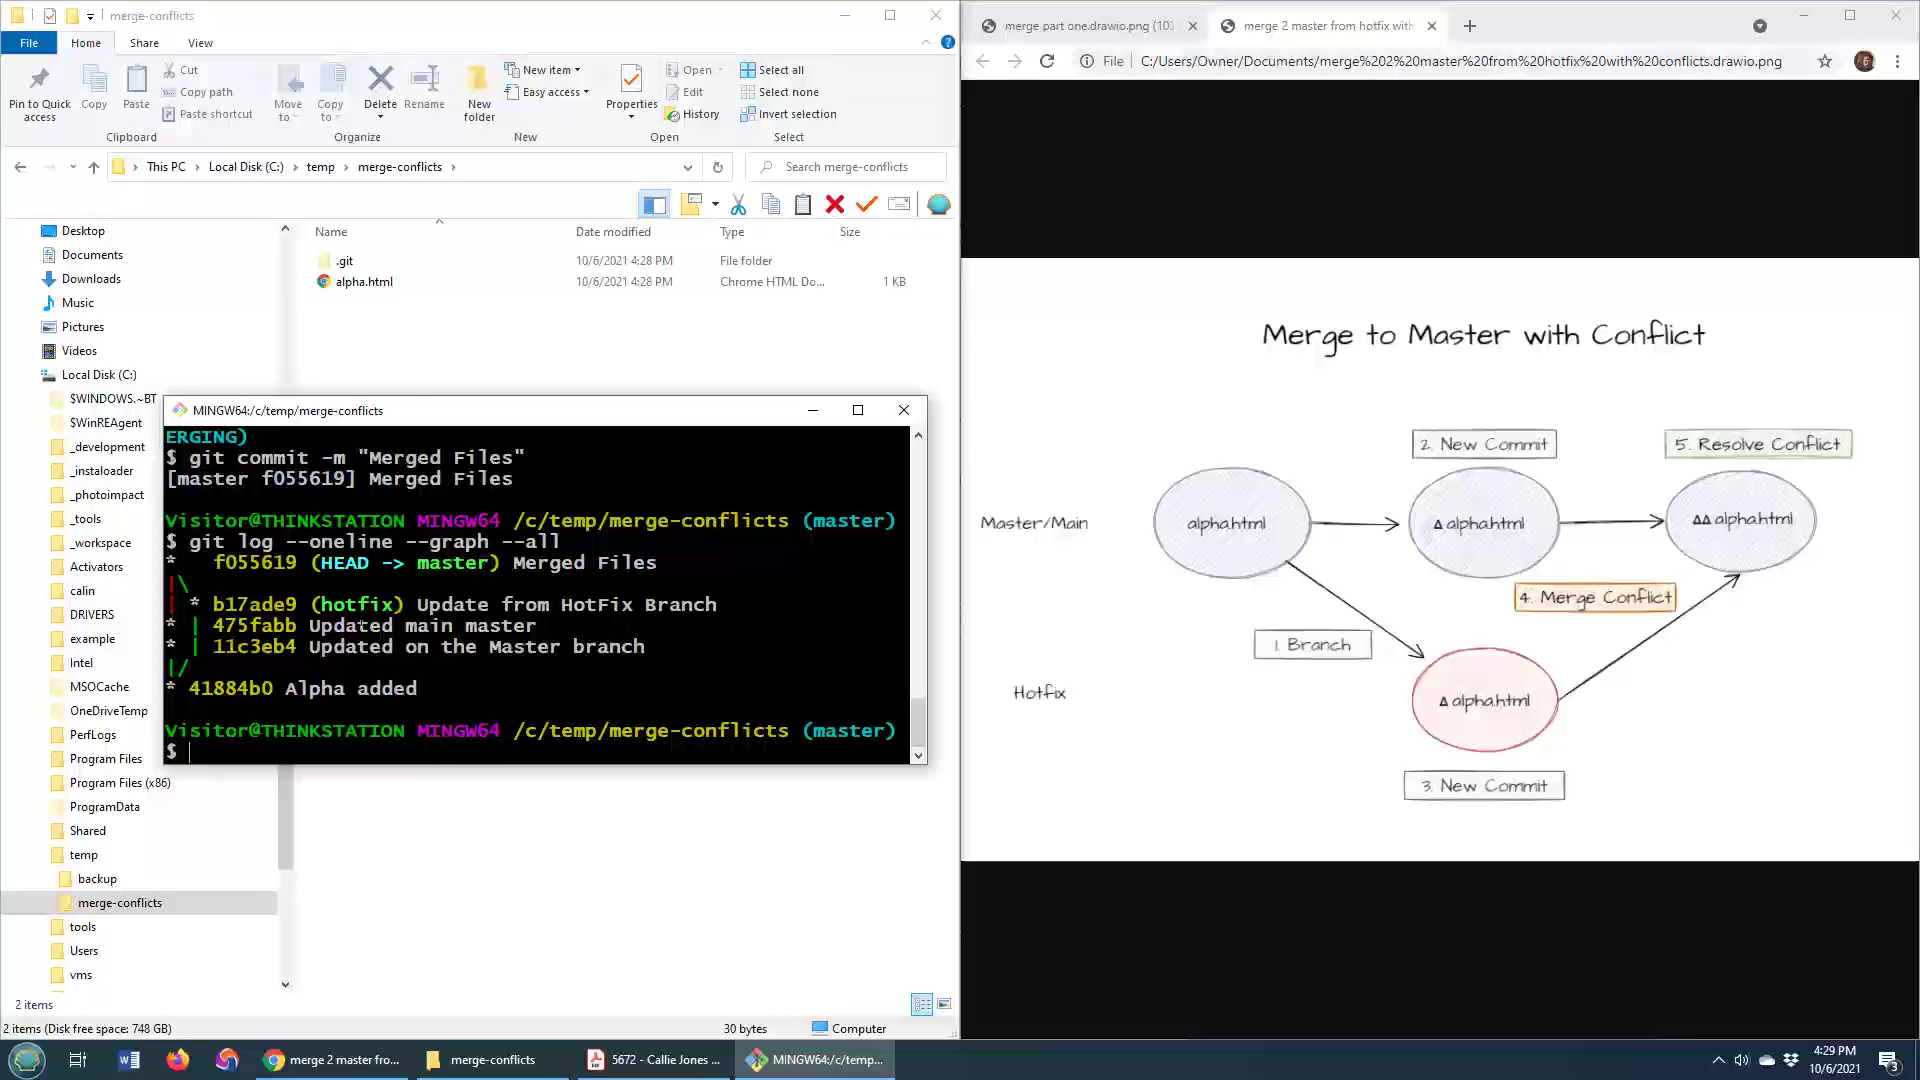 merge-conflicts
File
Home
Share
View
Pin to Quick access
Copy
Paste
Cut
Copy path
Paste shortcut
Clipboard
Move to
Copy to
Delete
Rename
Organize
New folder
New item
Easy access
New
Properties
Open
Edit
History
Open
Select all
Select none
Invert selection
Select
This PC
Local Disk (C:)
temp
merge-conflicts
Search merge-conflicts
Name
Date modified
Type
Size
.git
10/6/2021 4:28 PM
File folder
alpha.html
10/6/2021 4:28 PM
Chrome HTML Do...
1 KB
Desktop
Documents
Downloads
Music
Pictures
Videos
Local Disk (C:)
$WINDOWS.~BT
$WinREAgent
_development
_instaloader
_photoimpact
_tools
_workspace
Activators
calin
DRIVERS
example
Intel
MSOCache
OneDriveTemp
PerfLogs
Program Files
Program Files (x86)
ProgramData
Shared
temp
backup
merge-conflicts
tools
Users
vms
2 items
2 items (Disk free space: 748 GB)
30 bytes
Computer
MINGW64:/c/temp/merge-conflicts
ERGING)
$ git commit -m "Merged Files"
[master f055619] Merged Files
Visitor@THINKSTATION MINGW64 /c/temp/merge-conflicts (master)
$ git log --oneline --graph --all
*   f055619 (HEAD -> master) Merged Files
|\
| * b17ade9 (hotfix) Update from HotFix Branch
* | 475fabb Updated main master
* | 11c3eb4 Updated on the Master branch
|/
* 41884b0 Alpha added
Visitor@THINKSTATION MINGW64 /c/temp/merge-conflicts (master)
$
merge part one.drawio.png (103
merge 2 master from hotfix with
File
C:/Users/Owner/Documents/merge%202%20master%20from%20hotfix%20with%20conflicts.drawio.png
Merge to Master with Conflict
2. New Commit
5. Resolve Conflict
Master/Main
alpha.html
Δ alpha.html
ΔΔ alpha.html
4. Merge Conflict
1. Branch
Hotfix
Δ alpha.html
3. New Commit
merge 2 master fro...
merge-conflicts
5672 - Callie Jones ...
MINGW64:/c/temp...
4:29 PM
10/6/2021
3